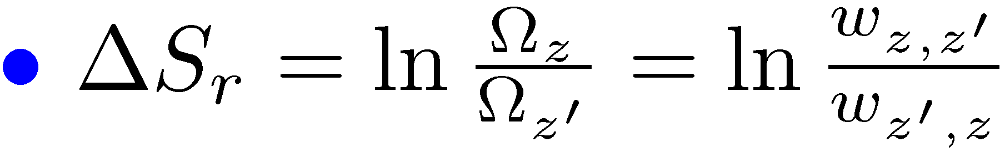 • ΔS_r = ln Ω_z / Ω_{z′} = ln w_{z,z′} / w_{z′,z}